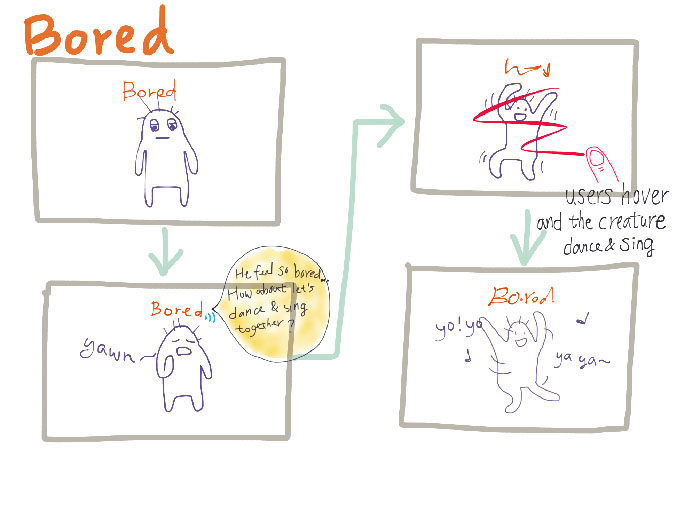 Bored
Bored
Bored
yawn~
He feel so bored..
How about let's
dance & sing
together?
users hover
and the creature
dance & sing
Bored
yo! yo
ya ya~